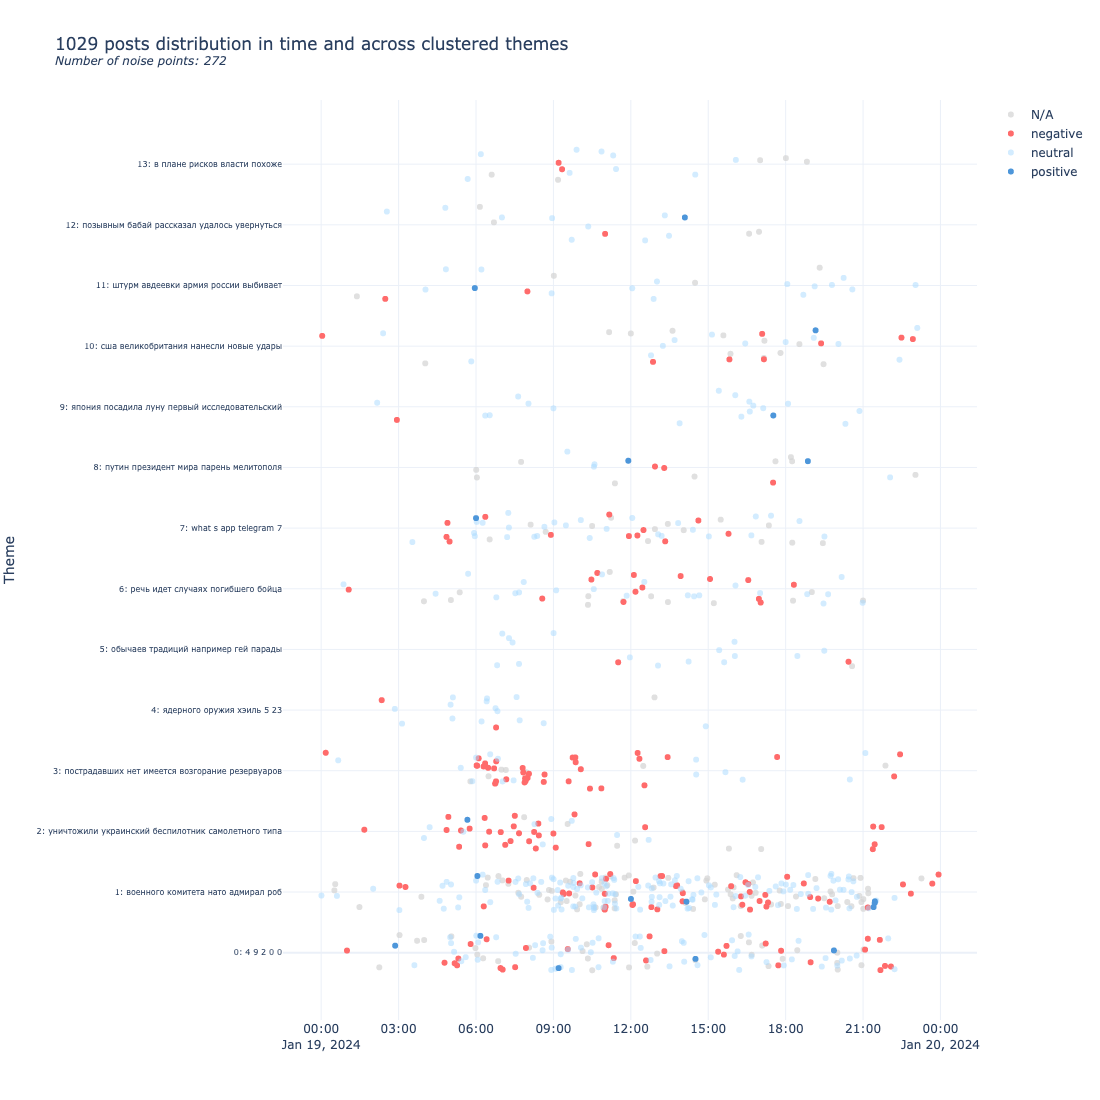 1029 posts distribution in time and across clustered themes
Number of noise points: 272
N/A
negative
neutral
positive
Theme
13: в плане рисков власти похоже
12: позывным бабай рассказал удалось увернуться
11: штурм авдеевки армия россии выбивает
10: сша великобритания нанесли новые удары
9: япония посадила луну первый исследовательский
8: путин президент мира парень мелитополя
7: what s app telegram 7
6: речь идет случаях погибшего бойца
5: обычаев традиций например гей парады
4: ядерного оружия хэиль 5 23
3: пострадавших нет имеется возгорание резервуаров
2: уничтожили украинский беспилотник самолетного типа
1: военного комитета нато адмирал роб
0: 4 9 2 0 0
00:00 03:00 06:00 09:00 12:00 15:00 18:00 21:00 00:00
Jan 19, 2024 Jan 20, 2024